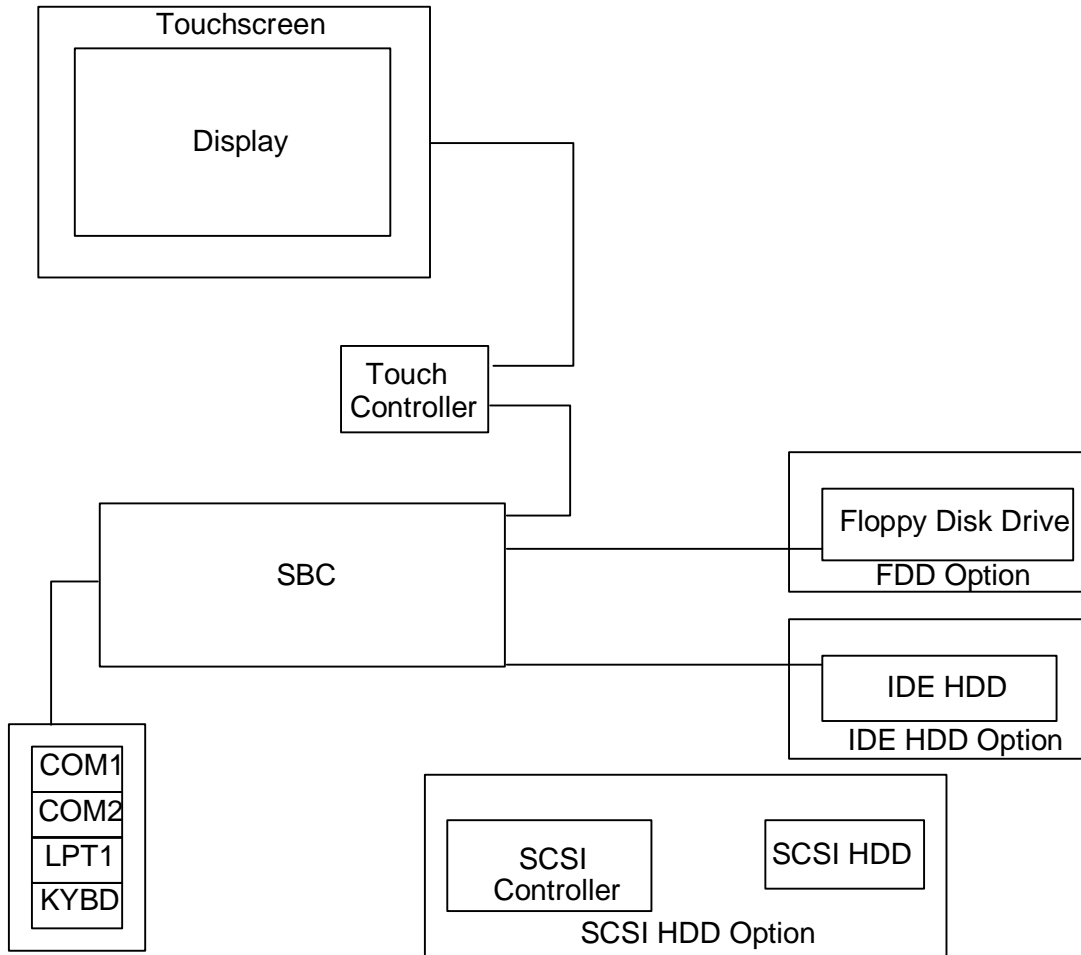 Touchscreen
Display
Touch
Controller
Floppy Disk Drive
FDD Option
SBC
IDE HDD
IDE HDD Option
COM1
COM2
LPT1
KYBD
SCSI
Controller
SCSI HDD
SCSI HDD Option